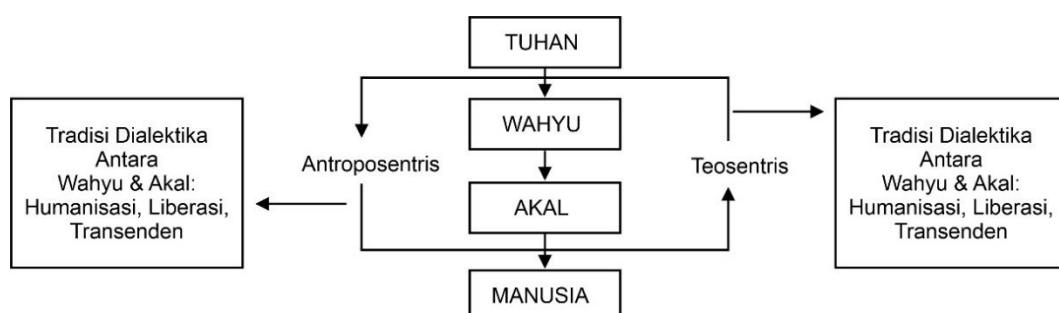 TUHAN
WAHYU
AKAL
MANUSIA
Antroposentris
Teosentris
Tradisi Dialektika
Antara
Wahyu & Akal:
Humanisasi, Liberasi,
Transenden
Tradisi Dialektika
Antara
Wahyu & Akal:
Humanisasi, Liberasi,
Transenden